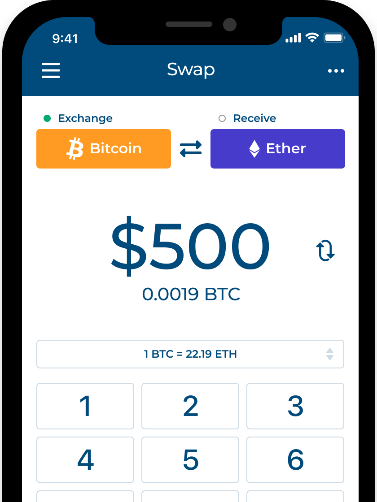 9:41
Swap
Exchange
Receive
Bitcoin
Ether
$500
0.0019 BTC
1 BTC = 22.19 ETH
1 2 3
4 5 6